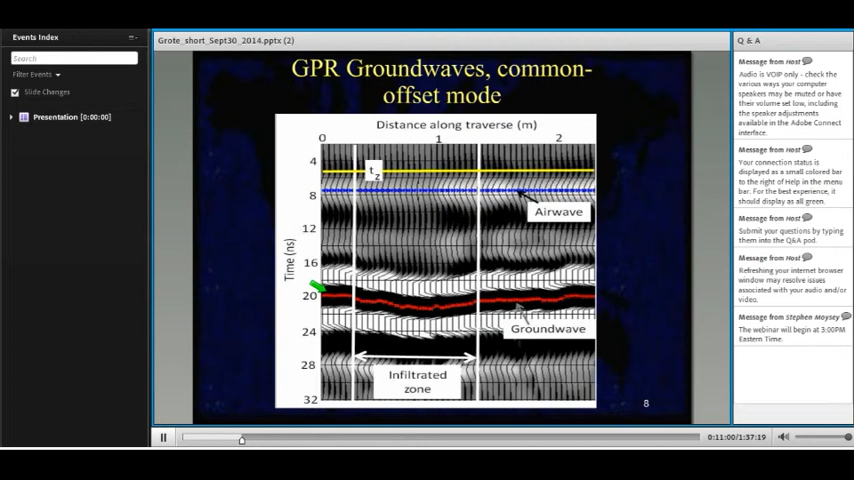 Events Index
Search
Filter Events
Slide Changes
Presentation [0:00:00]
Grote_short_Sept30_2014.pptx (2)
GPR Groundwaves, common-
offset mode
Distance along traverse (m)
0 1 2
Time (ns)
4
8
12
16
20
24
28
32
tz
Airwave
Groundwave
Infiltrated
zone
8
Q & A
Message from Host
Audio is VOIP only - check the
various ways your computer
speakers may be muted or have
their volume set low, including
the speaker adjustments
available in the Adobe Connect
interface.
Message from Host
Your connection status is
displayed as a small colored bar
to the right of Help in the menu
bar. For the best experience, it
should display as all green.
Message from Host
Submit your questions by typing
them into the Q&A pod.
Message from Host
Refreshing your internet browser
window may resolve issues
associated with your audio and/or
video.
Message from Stephen Moysey
The webinar will begin at 3:00PM
Eastern Time.
0:11:00/1:37:19